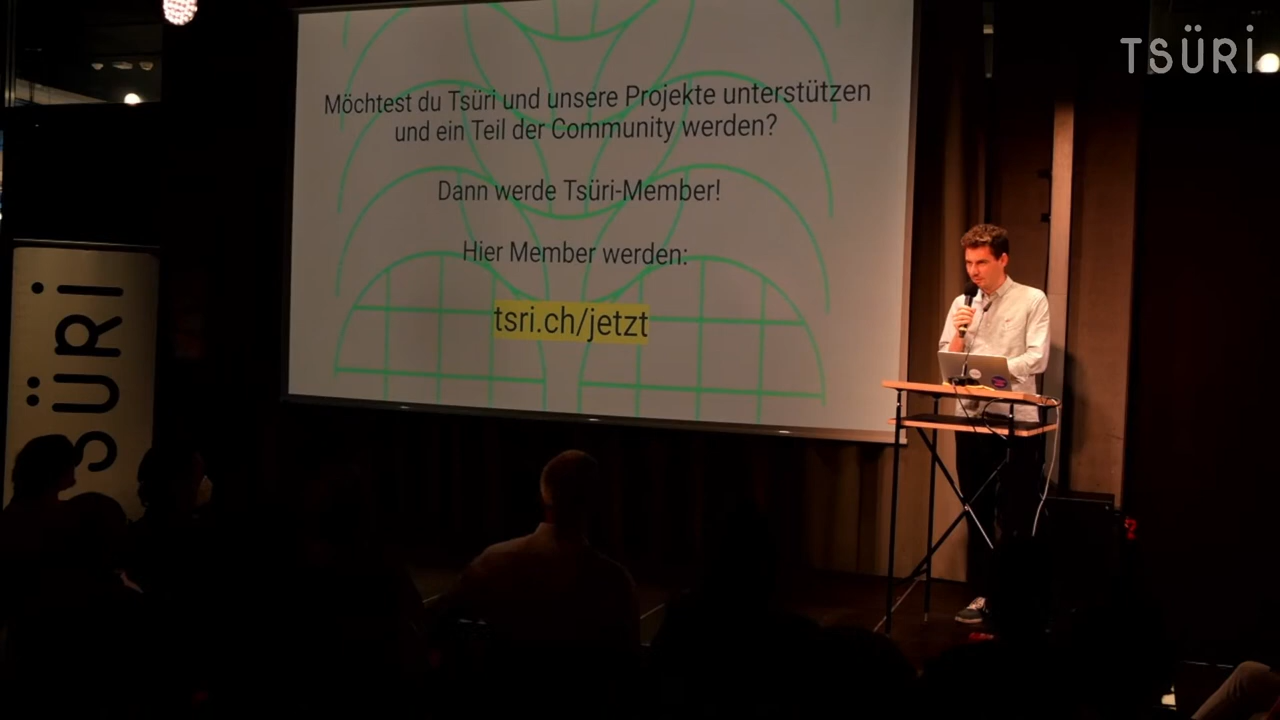 Möchtest du Tsüri und unsere Projekte unterstützen
und ein Teil der Community werden?
Dann werde Tsüri-Member!
Hier Member werden:
tsri.ch/jetzt
TSÜRI
SÜRI